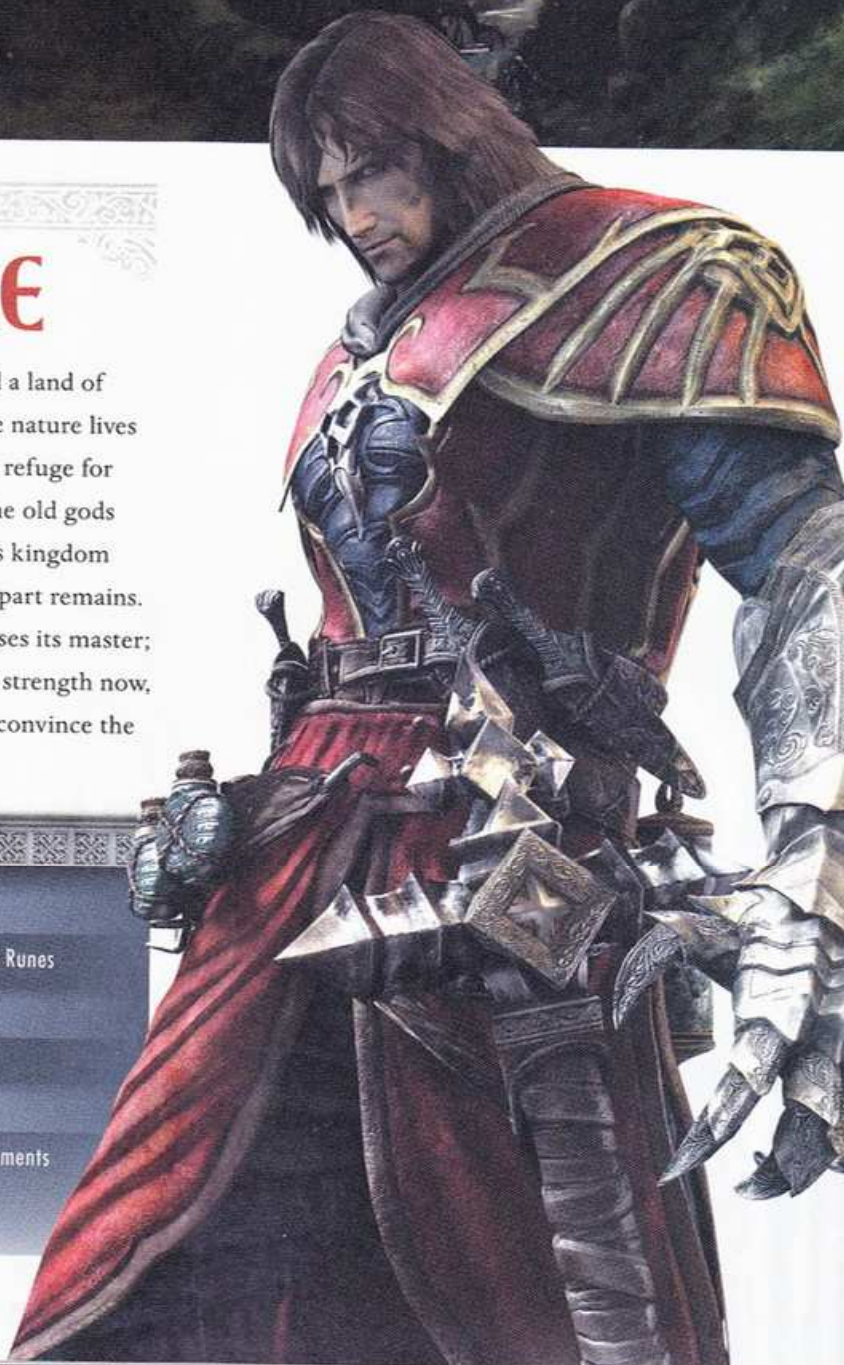 E
a land of
nature lives
refuge for
old gods
s kingdom
part remains.
ses its master;
strength now,
convince the
Runes
ments